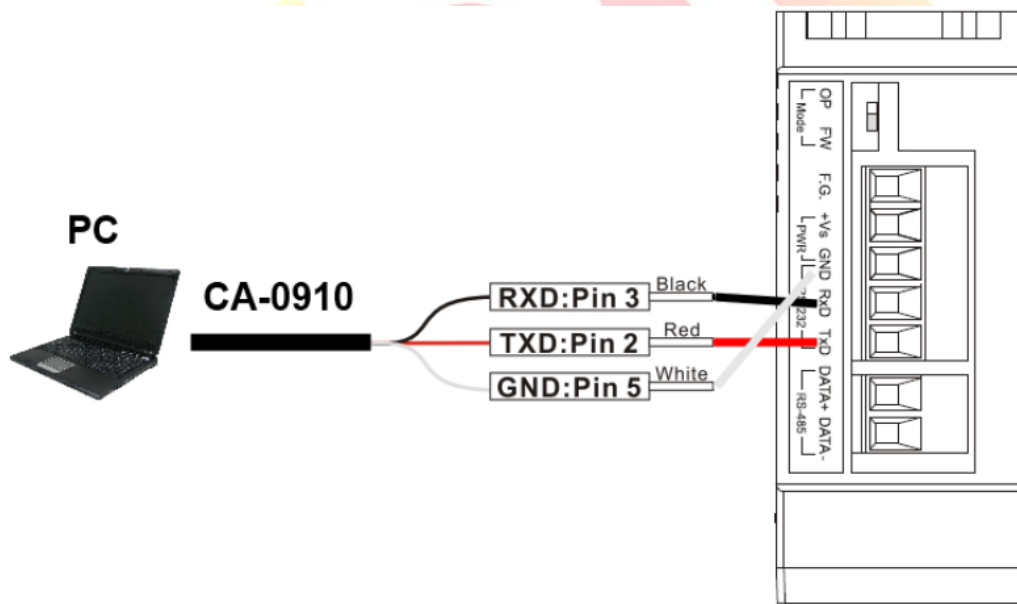 PC
CA-0910
RXD:Pin 3
Black
TXD:Pin 2
Red
GND:Pin 5
White
OP FW
Mode
F.G.
+Vs GND
PWR
RxD TxD
232
DATA+ DATA-
RS-485